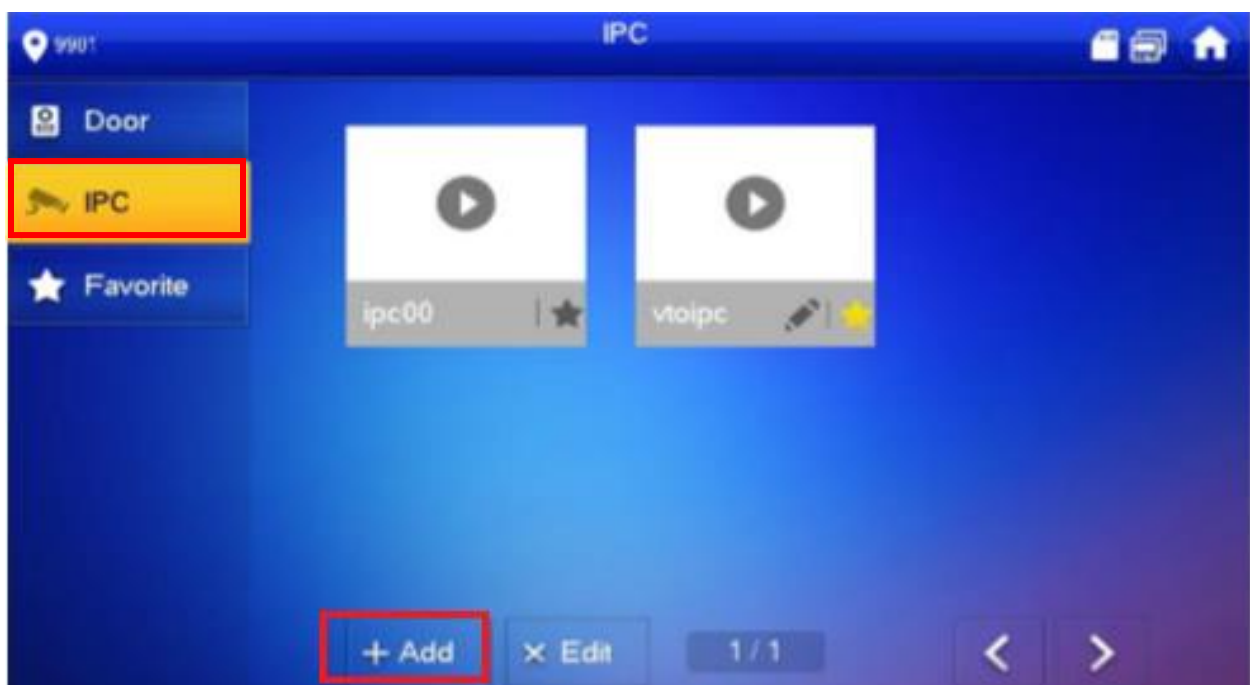 9901
IPC
Door
IPC
Favorite
ipc00
vtoipc
+ Add
× Edit
1 / 1